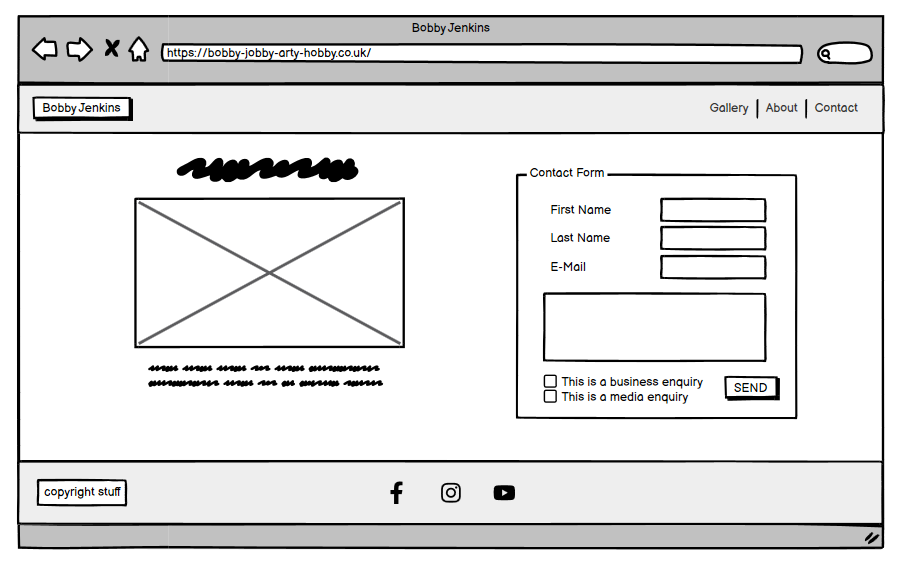 Bobby Jenkins
https://bobby-jobby-arty-hobby.co.uk/
Bobby Jenkins
Gallery
About
Contact
Contact Form
First Name
Last Name
E-Mail
This is a business enquiry
This is a media enquiry
SEND
copyright stuff